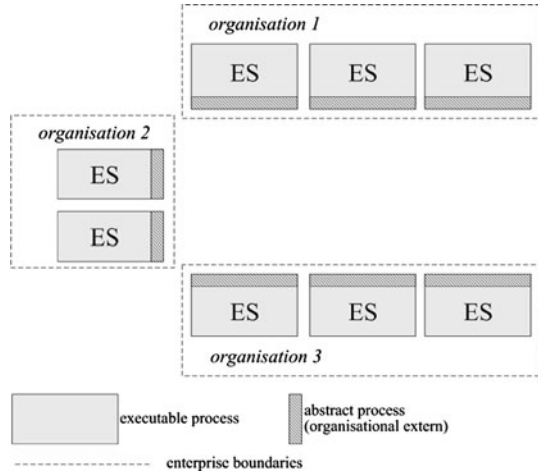 organisation 1
ES ES ES
organisation 2
ES
ES
ES ES ES
organisation 3
executable process
abstract process
(organisational extern)
enterprise boundaries